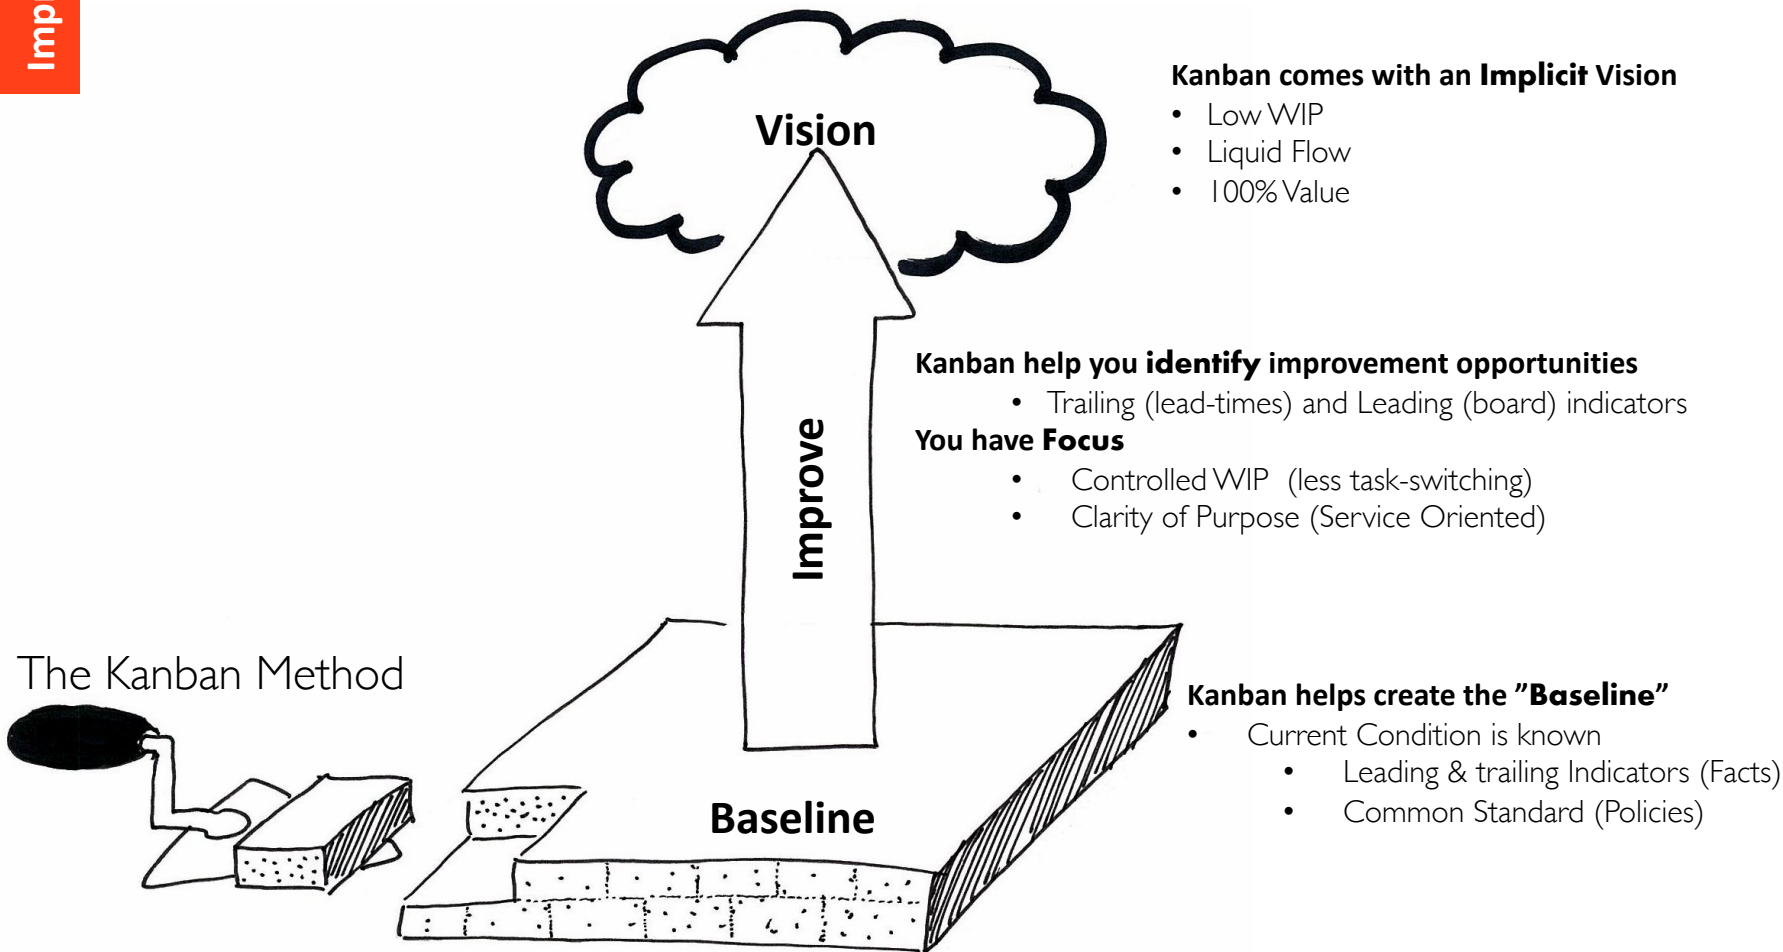 Impr
Vision
Kanban comes with an Implicit Vision
• Low WIP
• Liquid Flow
• 100% Value
Improve
Kanban help you identify improvement opportunities
• Trailing (lead-times) and Leading (board) indicators
You have Focus
• Controlled WIP (less task-switching)
• Clarity of Purpose (Service Oriented)
The Kanban Method
Baseline
Kanban helps create the ”Baseline”
• Current Condition is known
• Leading & trailing Indicators (Facts)
• Common Standard (Policies)